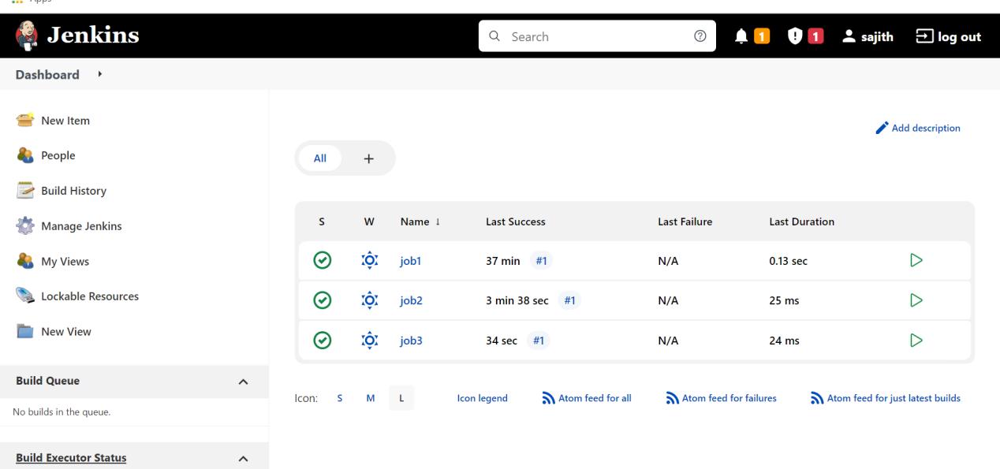 Apps
Jenkins
Search
1
1
sajith
log out
Dashboard
New Item
People
Build History
Manage Jenkins
My Views
Lockable Resources
New View
Build Queue
No builds in the queue.
Build Executor Status
Add description
All +
S W Name ↓ Last Success Last Failure Last Duration
job1 37 min #1 N/A 0.13 sec
job2 3 min 38 sec #1 N/A 25 ms
job3 34 sec #1 N/A 24 ms
Icon: S M L Icon legend Atom feed for all Atom feed for failures Atom feed for just latest builds